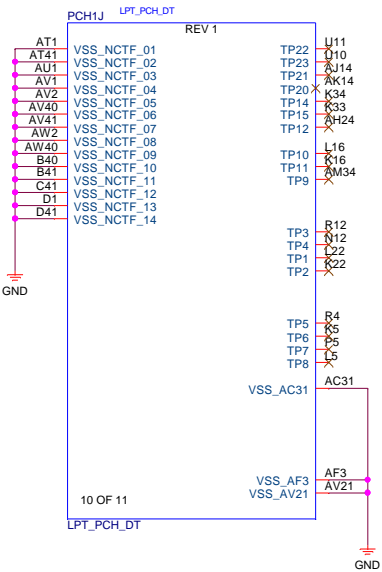 PCH1J LPT_PCH_DT
REV 1
AT1 VSS_NCTF_01 TP22 U11
AT41 VSS_NCTF_02 TP23 U10
AU1 VSS_NCTF_03 TP21 AJ14
AV1 VSS_NCTF_04 TP20 AK14
AV2 VSS_NCTF_05 TP14 K34
AV40 VSS_NCTF_06 TP15 K33
AV41 VSS_NCTF_07 TP12 AH24
AW2 VSS_NCTF_08
AW40 VSS_NCTF_09 TP10 L16
B40 VSS_NCTF_10 TP11 K16
B41 VSS_NCTF_11 TP9 AM34
C41 VSS_NCTF_12
D1 VSS_NCTF_13
D41 VSS_NCTF_14
TP3 R12
TP4 N12
TP1 L22
TP2 K22
GND
TP5 R4
TP6 K5
TP7 P5
TP8 L5
VSS_AC31 AC31
VSS_AF3 AF3
VSS_AV21 AV21
10 OF 11
LPT_PCH_DT
GND